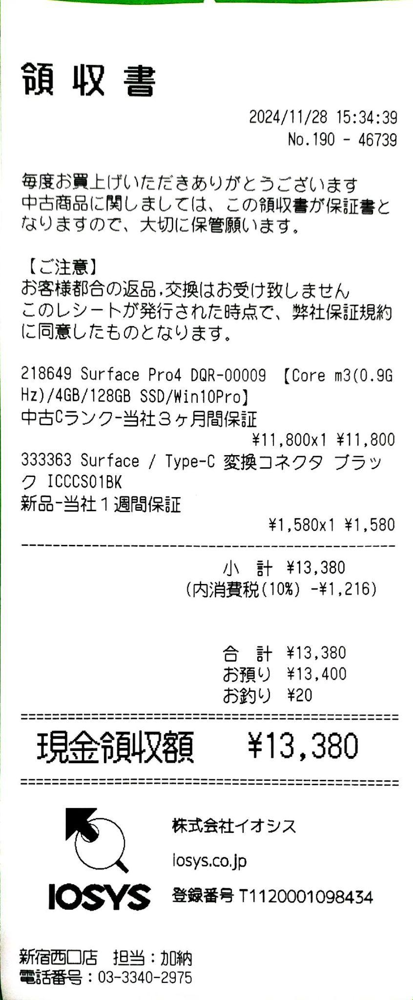 領収書
2024/11/28 15:34:39
No.190 - 46739
毎度お買上げいただきありがとうございます
中古商品に関しましては、この領収書が保証書と
なりますので、大切に保管願います。
【ご注意】
お客様都合の返品,交換はお受け致しません
このレシートが発行された時点で、弊社保証規約
に同意したものとなります。
218649 Surface Pro4 DQR-00009 【Core m3(0.9G
Hz)/4GB/128GB SSD/Win10Pro】
中古Cランク-当社３ヶ月間保証
¥11,800x1 ¥11,800
333363 Surface / Type-C 変換コネクタ ブラッ
ク ICCCS01BK
新品-当社１週間保証
¥1,580x1 ¥1,580
小　計 ¥13,380
(内消費税(10%) -¥1,216)
合　計 ¥13,380
お預り ¥13,400
お釣り ¥20
現金領収額 ¥13,380
株式会社イオシス
iosys.co.jp
IOSYS
登録番号 T1120001098434
新宿西口店　担当：加納
電話番号：03-3340-2975